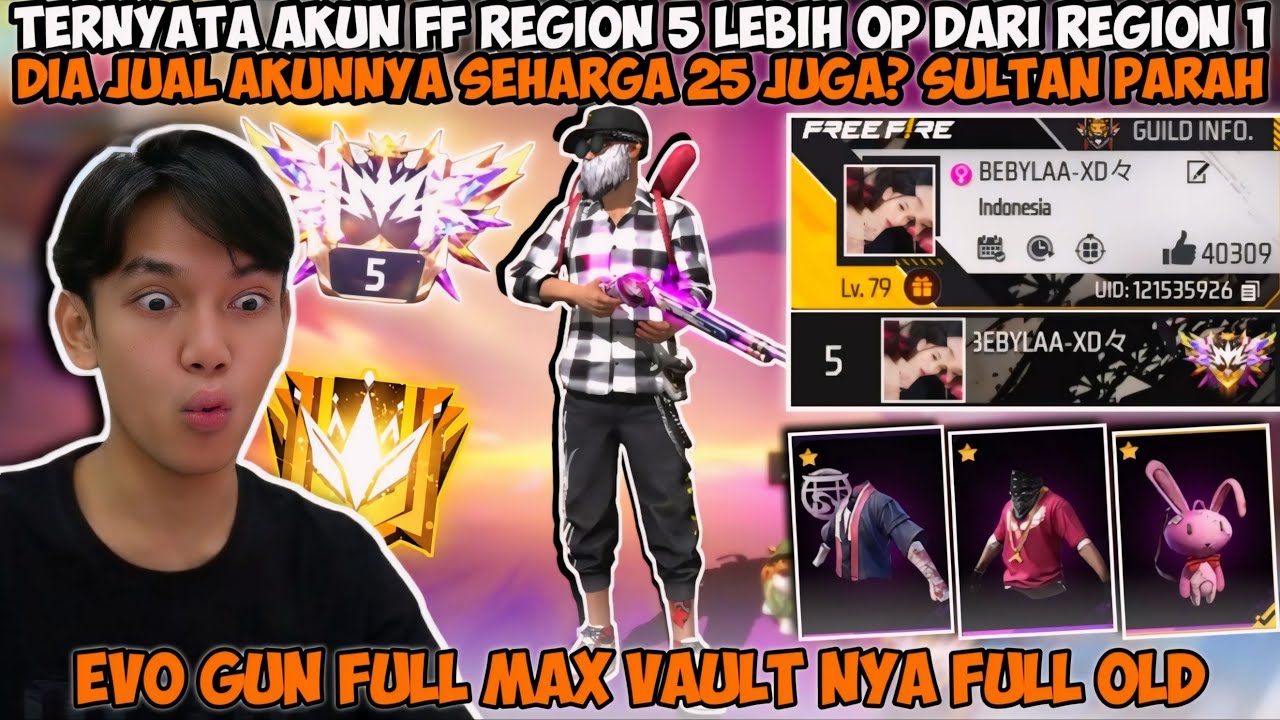 TERNYATA AKUN FF REGION 5 LEBIH OP DARI REGION 1
DIA JUAL AKUNNYA SEHARGA 25 JUGA? SULTAN PARAH
5
FREE FIRE
GUILD INFO.
BEBYLAA-XD々
Indonesia
40309
Lv. 79
UID: 121535926
5
BEBYLAA-XD々
EVO GUN FULL MAX VAULT NYA FULL OLD